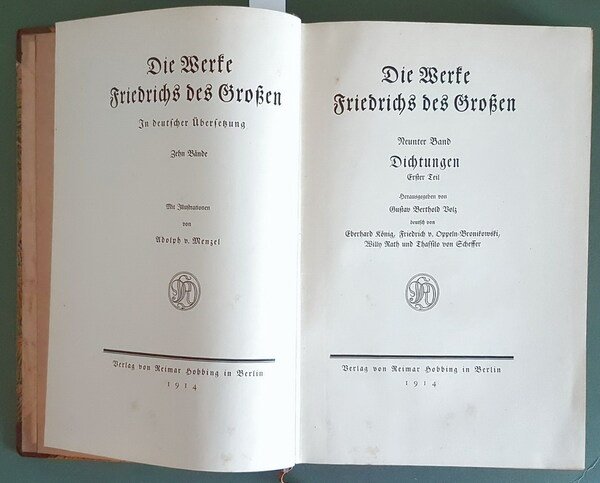 Die Werke
Friedrichs des Großen
In deutscher Übersetzung
Zehn Bände
Mit Illustrationen
von
Adolph v. Menzel
Verlag von Reimar Hobbing in Berlin
1914
Die Werke
Friedrichs des Großen
Neunter Band
Dichtungen
Erster Teil
Herausgegeben von
Gustav Berthold Volz
deutsch von
Eberhard König, Friedrich v. Oppeln-Bronikowski,
Willy Rath und Thassilo von Scheffer
Verlag von Reimar Hobbing in Berlin
1914